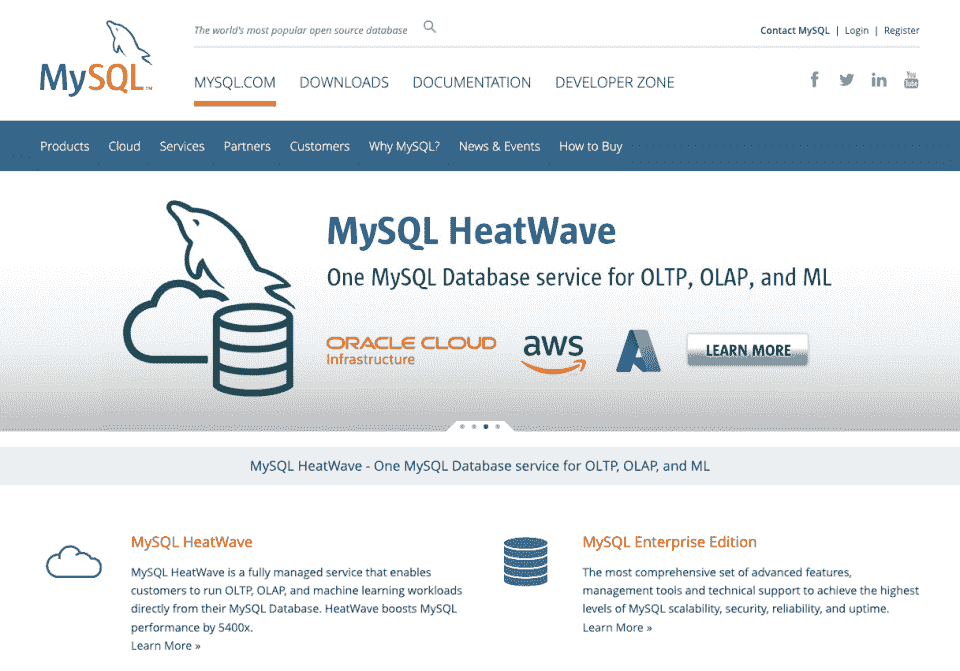 The world's most popular open source database
Contact MySQL | Login | Register
MySQL™
MYSQL.COM DOWNLOADS DOCUMENTATION DEVELOPER ZONE
f in You Tube
Products Cloud Services Partners Customers Why MySQL? News & Events How to Buy
MySQL HeatWave
One MySQL Database service for OLTP, OLAP, and ML
ORACLE CLOUD
Infrastructure
aws
LEARN MORE
MySQL HeatWave - One MySQL Database service for OLTP, OLAP, and ML
MySQL HeatWave
MySQL HeatWave is a fully managed service that enables
customers to run OLTP, OLAP, and machine learning workloads
directly from their MySQL Database. HeatWave boosts MySQL
performance by 5400x.
Learn More »
MySQL Enterprise Edition
The most comprehensive set of advanced features,
management tools and technical support to achieve the highest
levels of MySQL scalability, security, reliability, and uptime.
Learn More »